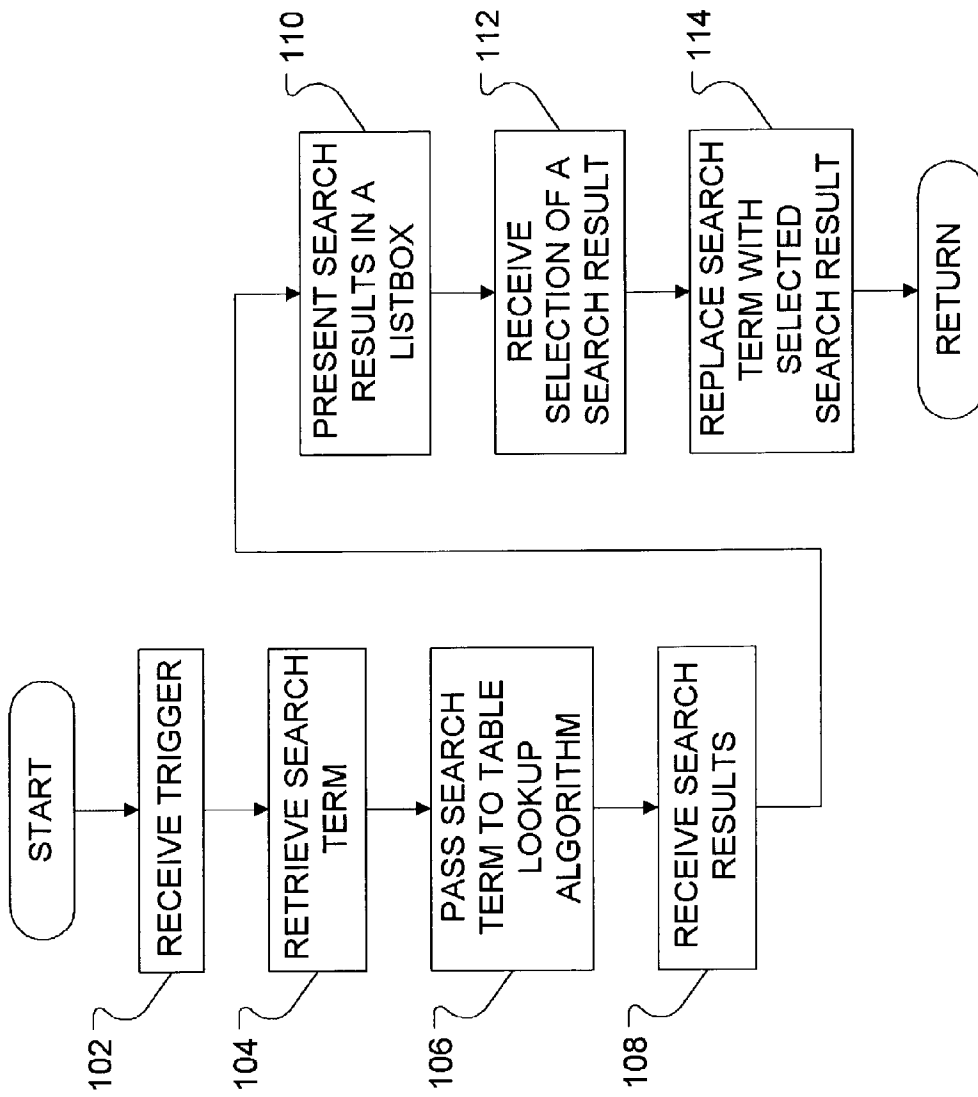 START
102
RECEIVE TRIGGER
104
RETRIEVE SEARCH
TERM
106
PASS SEARCH
TERM TO TABLE
LOOKUP
ALGORITHM
108
RECEIVE SEARCH
RESULTS
110
PRESENT SEARCH
RESULTS IN A
LISTBOX
112
RECEIVE
SELECTION OF A
SEARCH RESULT
114
REPLACE SEARCH
TERM WITH
SELECTED
SEARCH RESULT
RETURN